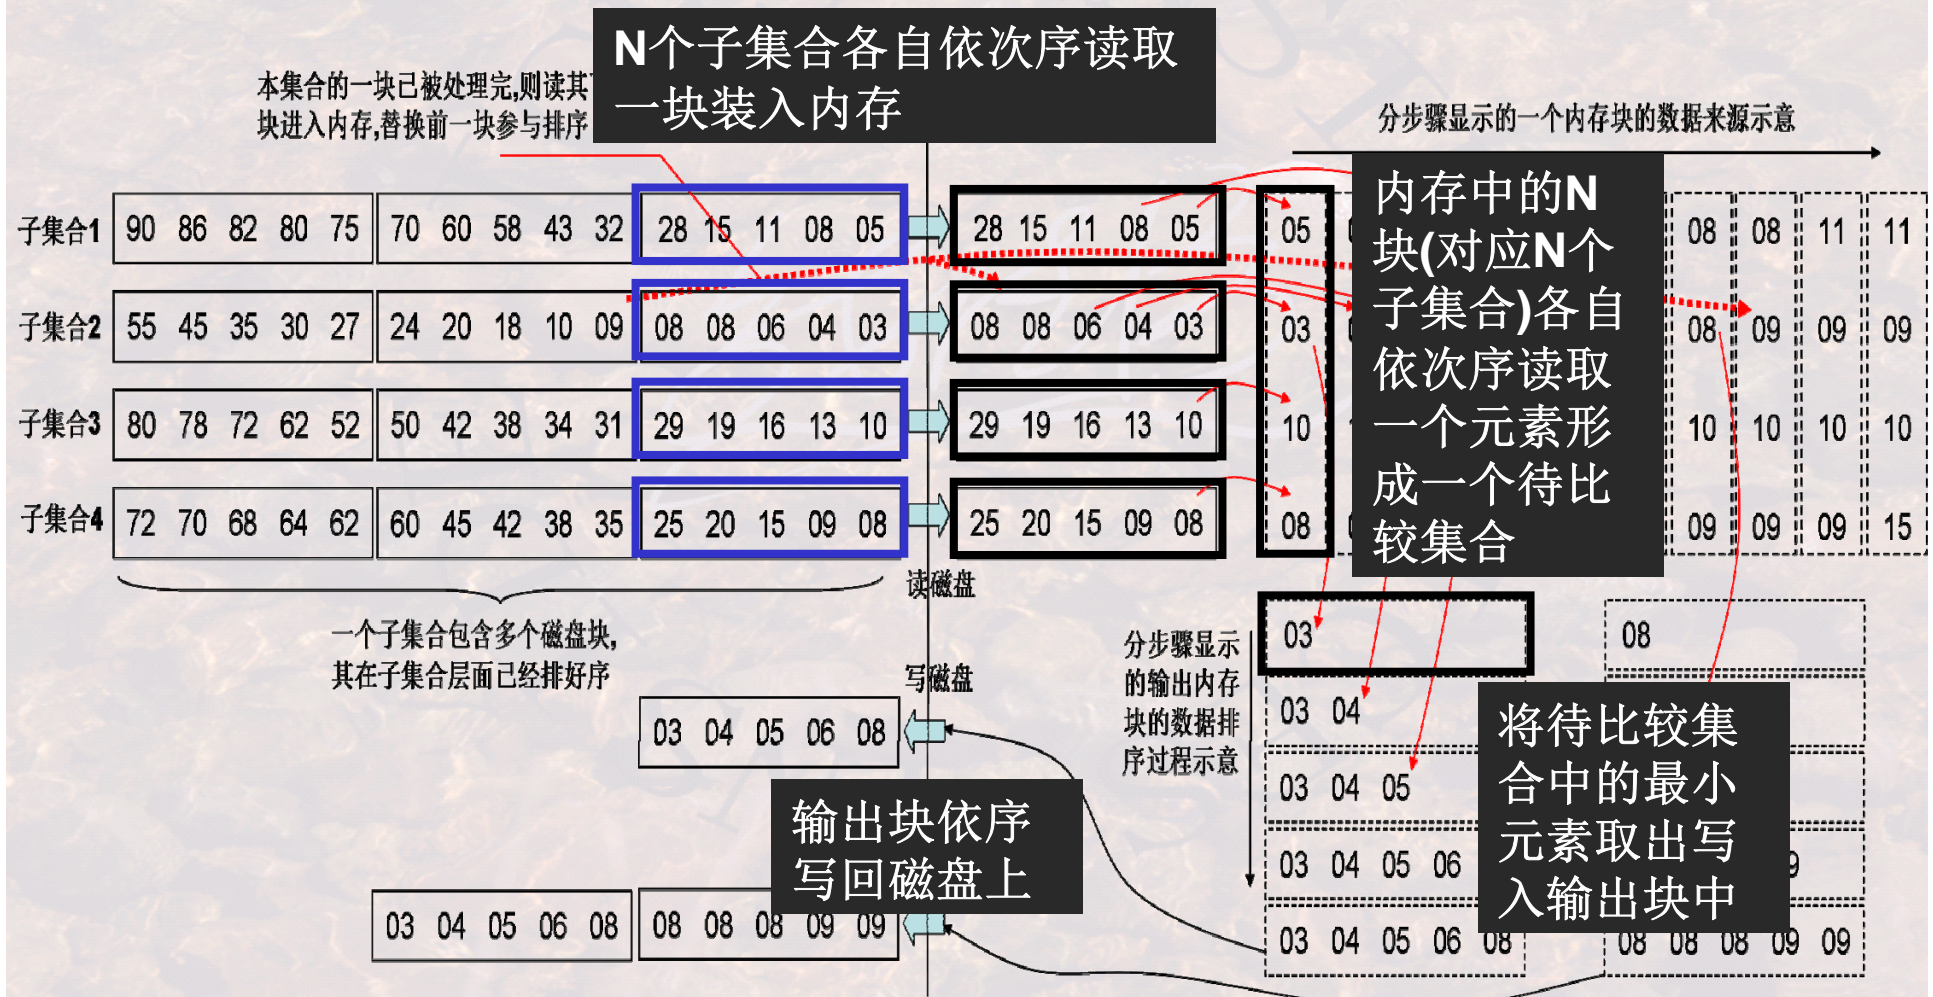 N个子集合各自依次序读取
一块装入内存
本集合的一块已被处理完,则读其
块进入内存,替换前一块参与排序
分步骤显示的一个内存块的数据来源示意
内存中的N
块(对应N个
子集合)各自
依次序读取
一个元素形
成一个待比
较集合
子集合1 90 86 82 80 75 70 60 58 43 32 28 15 11 08 05 28 15 11 08 05 05 08 08 11 11
子集合2 55 45 35 30 27 24 20 18 10 09 08 08 06 04 03 08 08 06 04 03 03 08 09 09 09
子集合3 80 78 72 62 52 50 42 38 34 31 29 19 16 13 10 29 19 16 13 10 10 10 10 10 10
子集合4 72 70 68 64 62 60 45 42 38 35 25 20 15 09 08 25 20 15 09 08 08 09 09 09 15
读磁盘
一个子集合包含多个磁盘块,
其在子集合层面已经排好序
写磁盘
分步骤显示
的输出内存
块的数据排
序过程示意
03
03 04
03 04 05
03 04 05 06
03 04 05 06 08
08
08 08 08 09 09
将待比较集
合中的最小
元素取出写
入输出块中
03 04 05 06 08
输出块依序
写回磁盘上
03 04 05 06 08 08 08 08 09 09